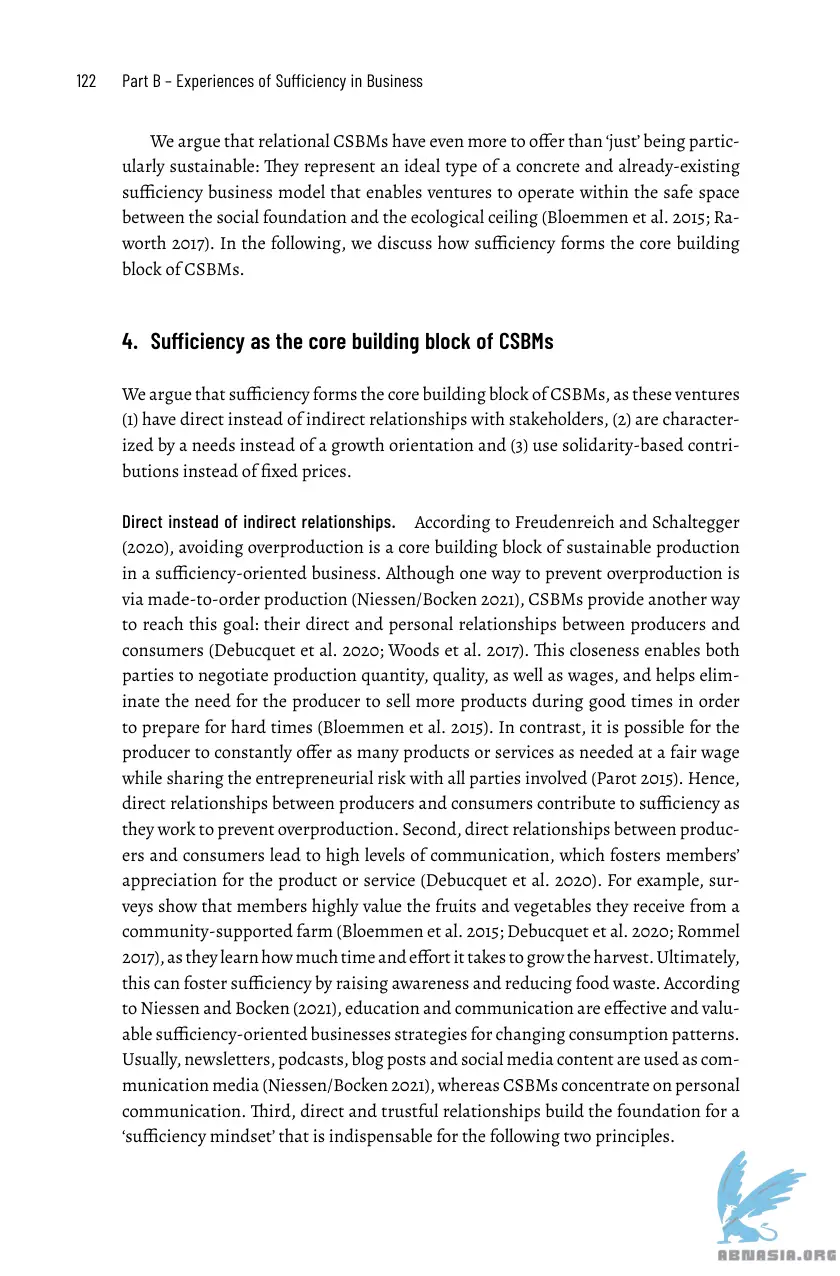 122 Part B – Experiences of Sufficiency in Business
We argue that relational CSBMs have even more to offer than ‘just’ being partic-
ularly sustainable: They represent an ideal type of a concrete and already-existing
sufficiency business model that enables ventures to operate within the safe space
between the social foundation and the ecological ceiling (Bloemmen et al. 2015; Ra-
worth 2017). In the following, we discuss how sufficiency forms the core building
block of CSBMs.
4. Sufficiency as the core building block of CSBMs
We argue that sufficiency forms the core building block of CSBMs, as these ventures
(1) have direct instead of indirect relationships with stakeholders, (2) are character-
ized by a needs instead of a growth orientation and (3) use solidarity-based contri-
butions instead of fixed prices.
Direct instead of indirect relationships. According to Freudenreich and Schaltegger
(2020), avoiding overproduction is a core building block of sustainable production
in a sufficiency-oriented business. Although one way to prevent overproduction is
via made-to-order production (Niessen/Bocken 2021), CSBMs provide another way
to reach this goal: their direct and personal relationships between producers and
consumers (Debucquet et al. 2020; Woods et al. 2017). This closeness enables both
parties to negotiate production quantity, quality, as well as wages, and helps elim-
inate the need for the producer to sell more products during good times in order
to prepare for hard times (Bloemmen et al. 2015). In contrast, it is possible for the
producer to constantly offer as many products or services as needed at a fair wage
while sharing the entrepreneurial risk with all parties involved (Parot 2015). Hence,
direct relationships between producers and consumers contribute to sufficiency as
they work to prevent overproduction. Second, direct relationships between produc-
ers and consumers lead to high levels of communication, which fosters members’
appreciation for the product or service (Debucquet et al. 2020). For example, sur-
veys show that members highly value the fruits and vegetables they receive from a
community-supported farm (Bloemmen et al. 2015; Debucquet et al. 2020; Rommel
2017), as they learn how much time and effort it takes to grow the harvest. Ultimately,
this can foster sufficiency by raising awareness and reducing food waste. According
to Niessen and Bocken (2021), education and communication are effective and valu-
able sufficiency-oriented businesses strategies for changing consumption patterns.
Usually, newsletters, podcasts, blog posts and social media content are used as com-
munication media (Niessen/Bocken 2021), whereas CSBMs concentrate on personal
communication. Third, direct and trustful relationships build the foundation for a
‘sufficiency mindset’ that is indispensable for the following two principles.
ABNASIA.ORG